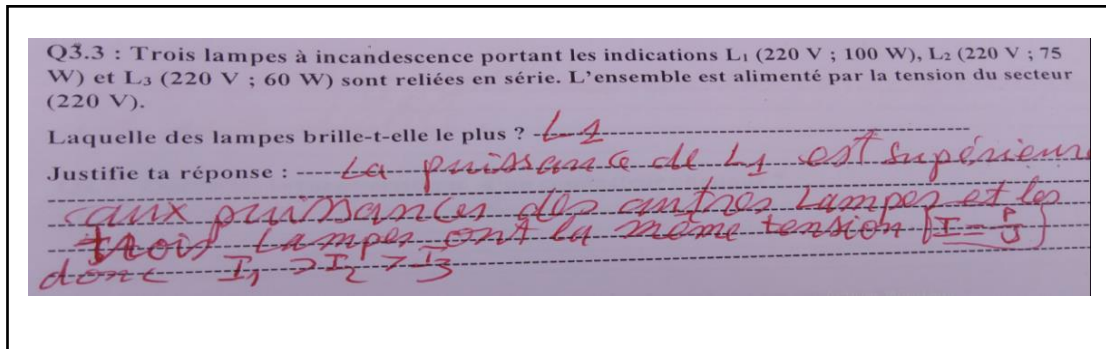 Q3.3 : Trois lampes à incandescence portant les indications L₁ (220 V ; 100 W), L₂ (220 V ; 75
W) et L₃ (220 V ; 60 W) sont reliées en série. L'ensemble est alimenté par la tension du secteur
(220 V).
Laquelle des lampes brille-t-elle le plus ? L1
Justifie ta réponse : La puissance de L1 est supérieure
aux puissances des autres Lampes et les
trois Lampes ont la même tension [I = P/U]
donc I₁ > I₂ > I₃